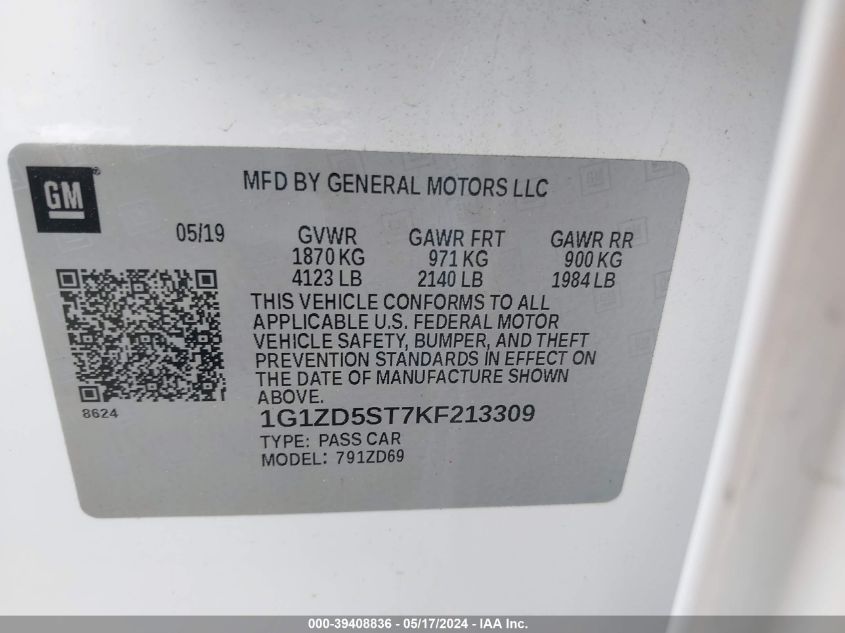 GM®
MFD BY GENERAL MOTORS LLC
05/19 GVWR GAWR FRT GAWR RR
1870 KG 971 KG 900 KG
4123 LB 2140 LB 1984 LB
THIS VEHICLE CONFORMS TO ALL
APPLICABLE U.S. FEDERAL MOTOR
VEHICLE SAFETY, BUMPER, AND THEFT
PREVENTION STANDARDS IN EFFECT ON
THE DATE OF MANUFACTURE SHOWN
ABOVE.
8624
1G1ZD5ST7KF213309
TYPE: PASS CAR
MODEL: 791ZD69
000-39408836 - 05/17/2024 - IAA Inc.